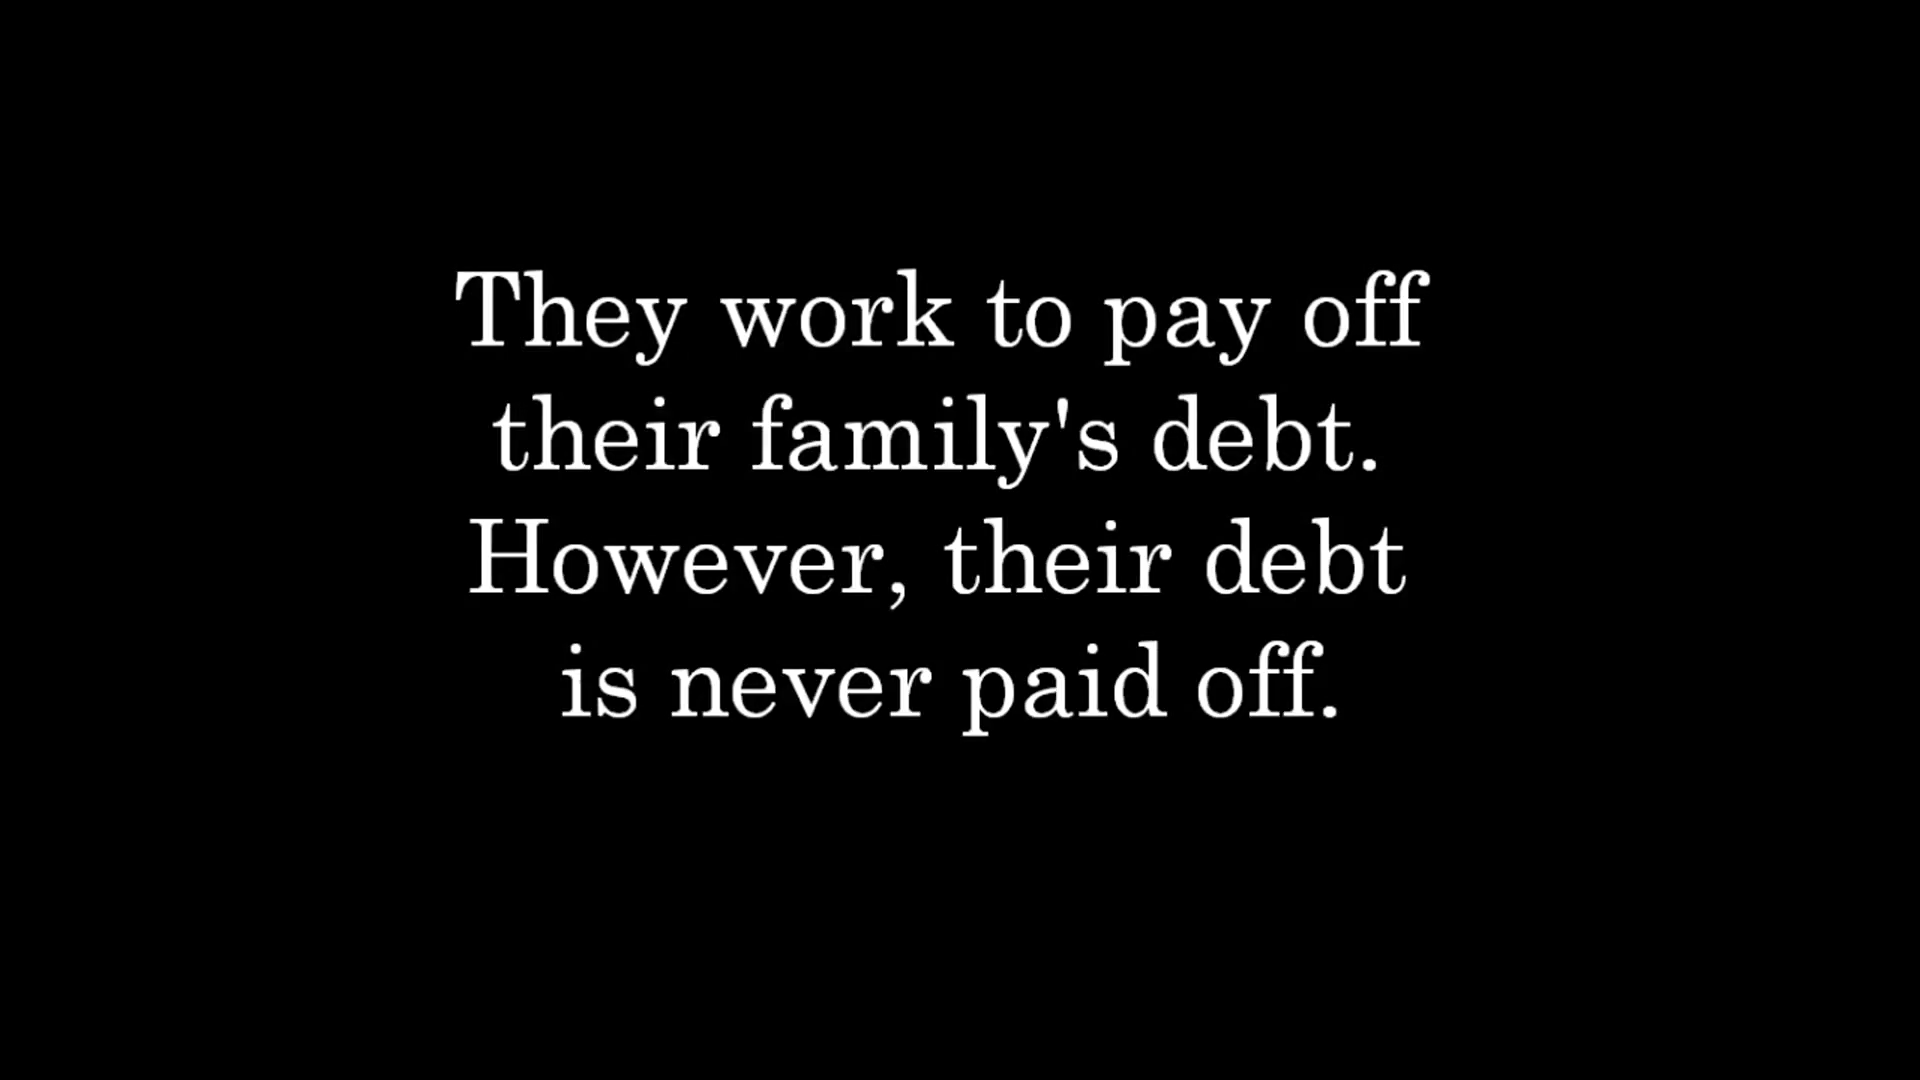 They work to pay off
their family's debt.
However, their debt
is never paid off.